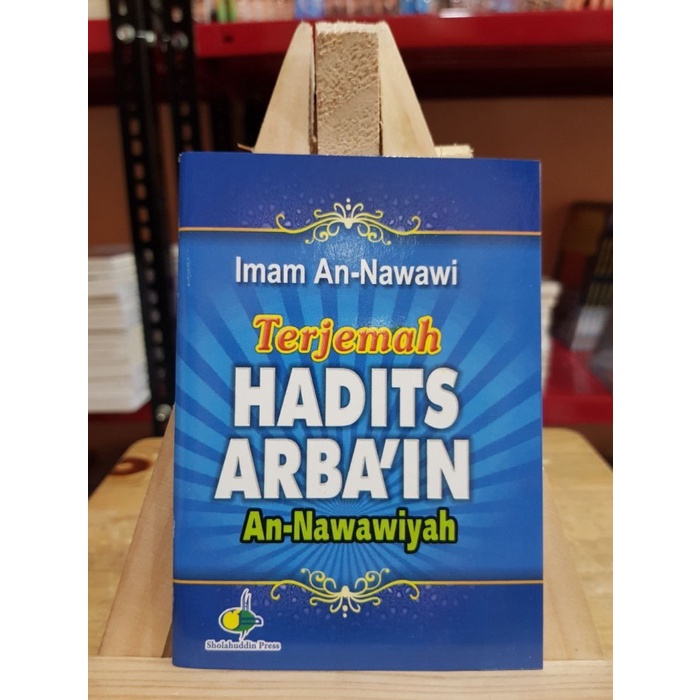 Imam An-Nawawi
Terjemah
HADITS
ARBA'IN
An-Nawawiyah
Sholahuddin Press